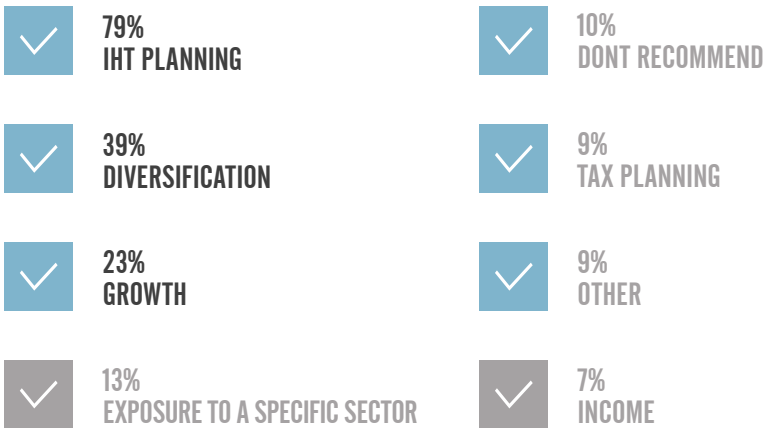 79%
IHT PLANNING
39%
DIVERSIFICATION
23%
GROWTH
13%
EXPOSURE TO A SPECIFIC SECTOR
10%
DONT RECOMMEND
9%
TAX PLANNING
9%
OTHER
7%
INCOME